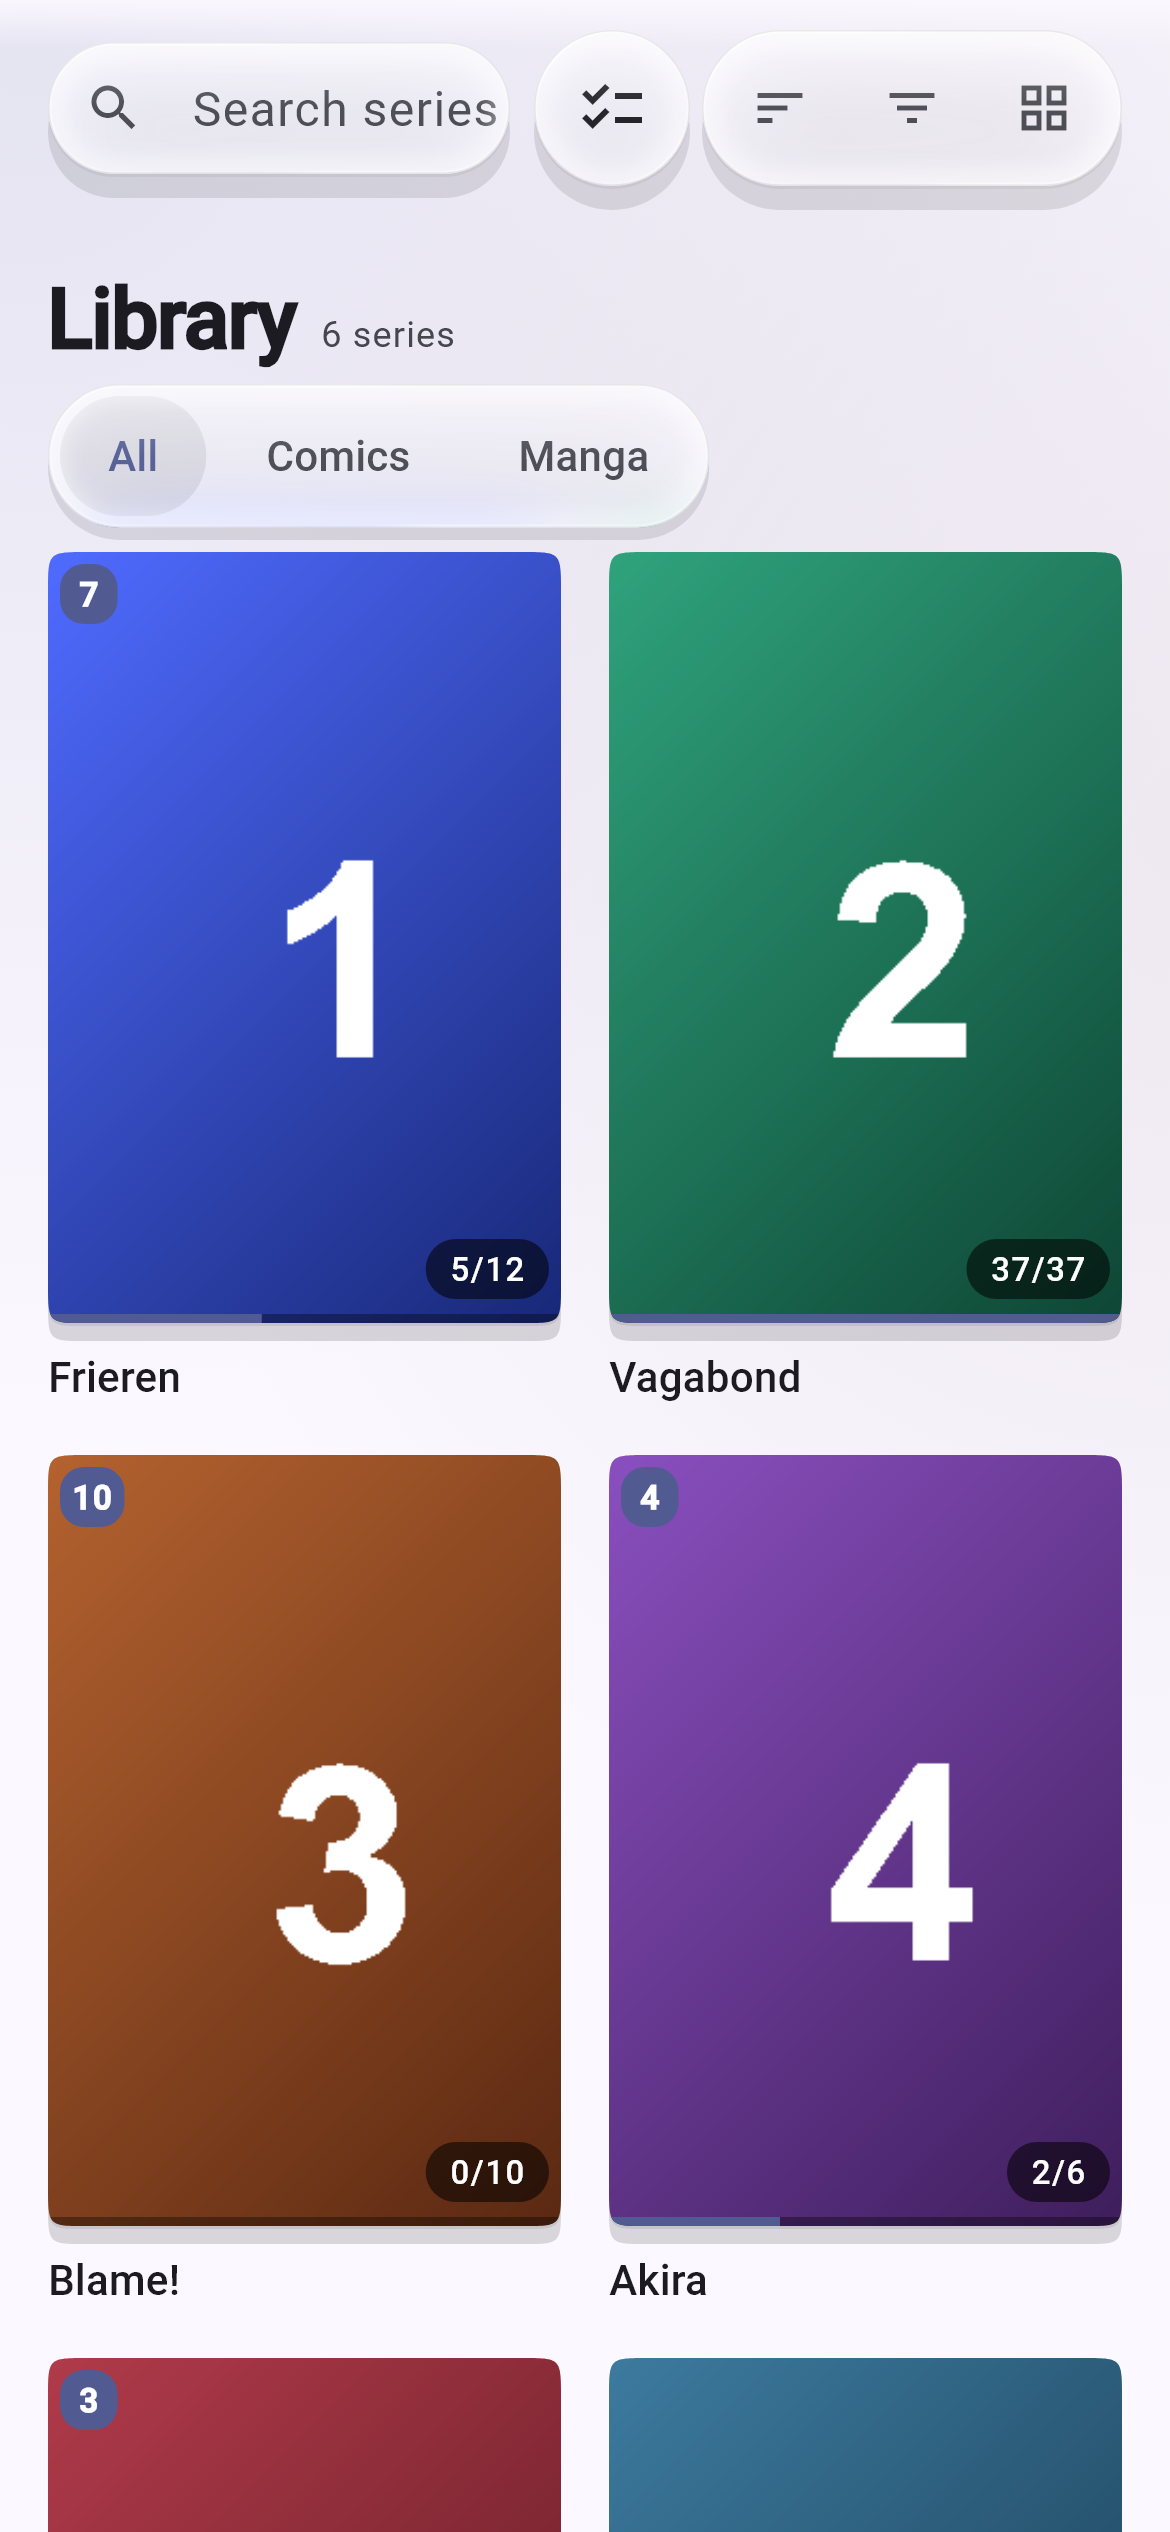 Search series
Library 6 series
All Comics Manga
7
1
2
5/12
37/37
Frieren
Vagabond
10
4
3
4
0/10
2/6
Blame!
Akira
3